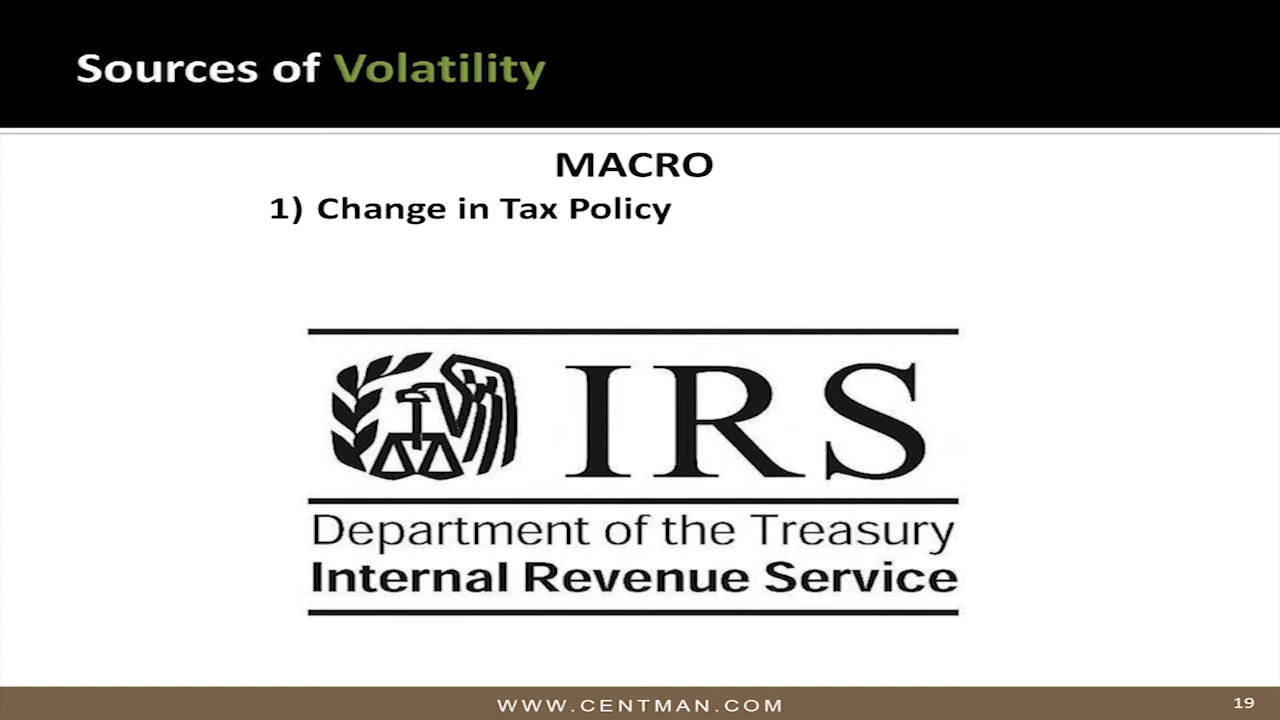 Sources of Volatility
MACRO
1) Change in Tax Policy
IRS
Department of the Treasury
Internal Revenue Service
WWW.CENTMAN.COM
19